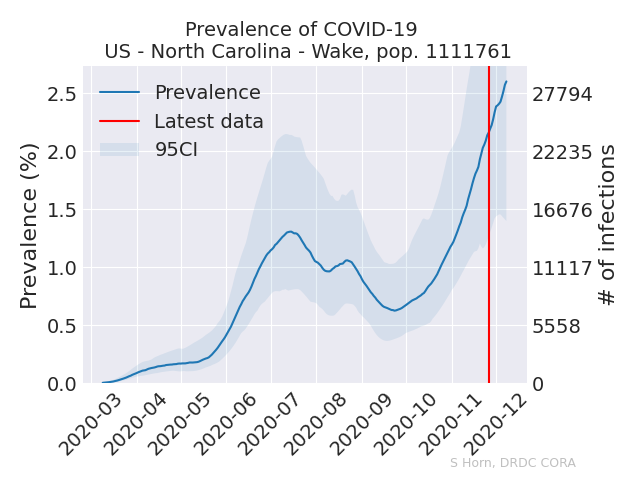 Prevalence of COVID-19
US - North Carolina - Wake, pop. 1111761
Prevalence
Latest data
95CI
Prevalence (%)
2.5
2.0
1.5
1.0
0.5
0.0
27794
22235
16676
11117
5558
0
# of infections
2020-03
2020-04
2020-05
2020-06
2020-07
2020-08
2020-09
2020-10
2020-11
2020-12
S Horn, DRDC CORA